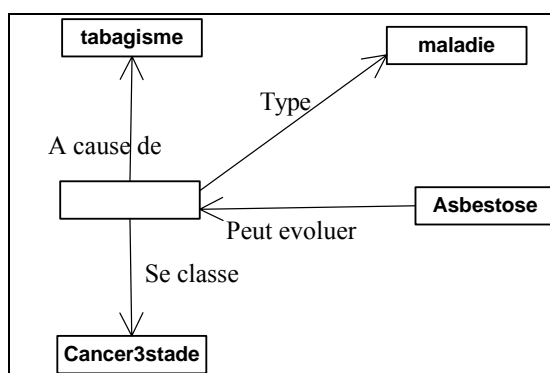 tabagisme
maladie
Type
A cause de
Asbestose
Peut evoluer
Se classe
Cancer3stade